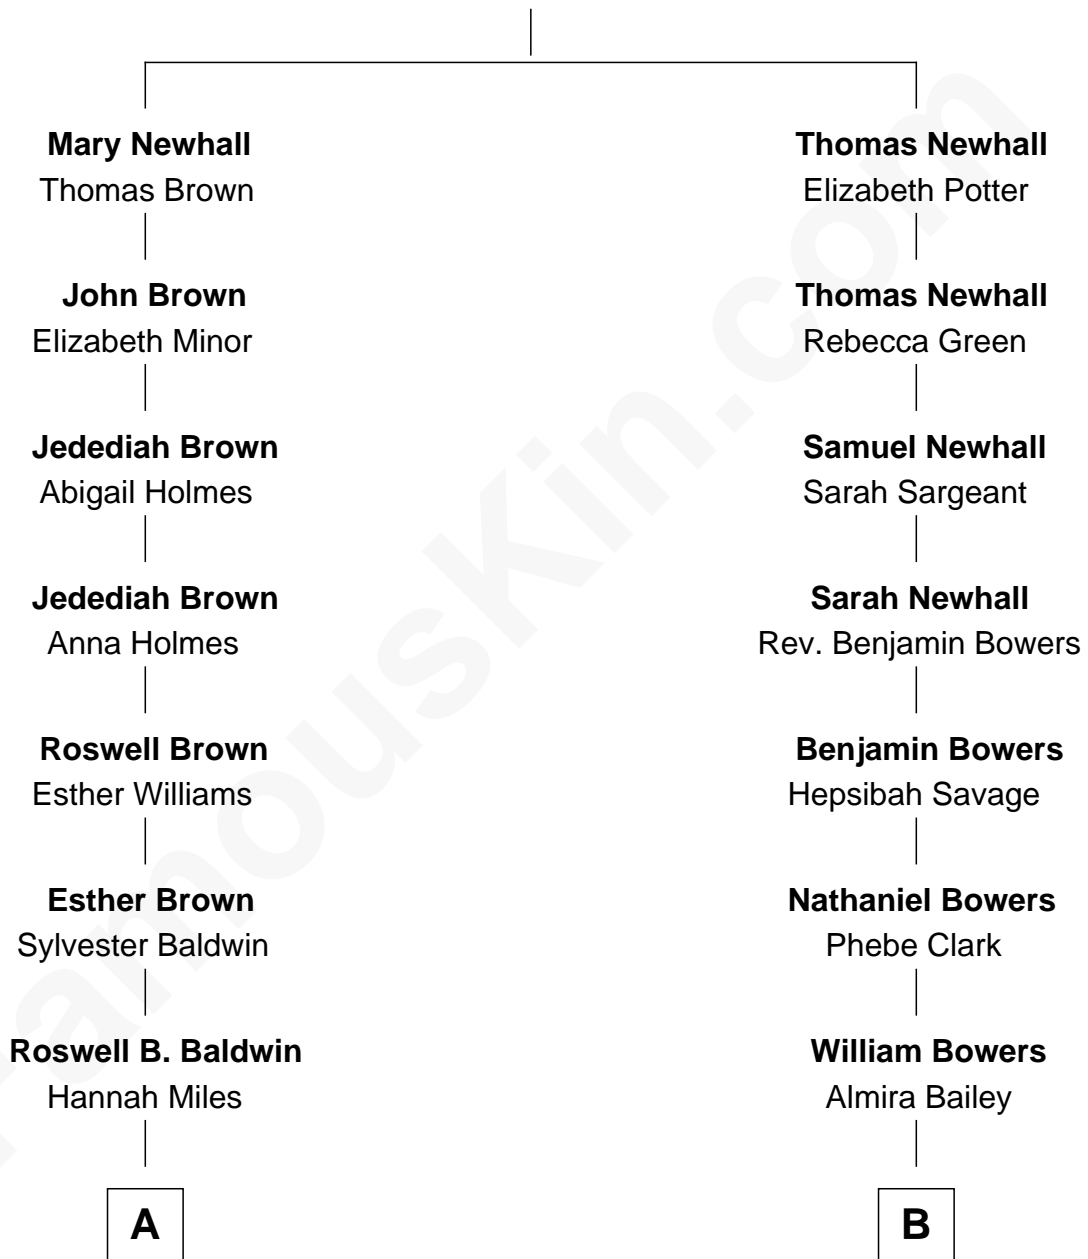 Mary Newhall
Thomas Brown
John Brown
Elizabeth Minor
Jedediah Brown
Abigail Holmes
Jedediah Brown
Anna Holmes
Roswell Brown
Esther Williams
Esther Brown
Sylvester Baldwin
Roswell B. Baldwin
Hannah Miles
A
Thomas Newhall
Elizabeth Potter
Thomas Newhall
Rebecca Green
Samuel Newhall
Sarah Sargeant
Sarah Newhall
Rev. Benjamin Bowers
Benjamin Bowers
Hepsibah Savage
Nathaniel Bowers
Phebe Clark
William Bowers
Almira Bailey
B
FamousKin.com